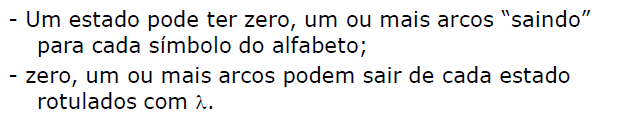 - Um estado pode ter zero, um ou mais arcos “saindo”
para cada símbolo do alfabeto;
- zero, um ou mais arcos podem sair de cada estado
rotulados com λ.